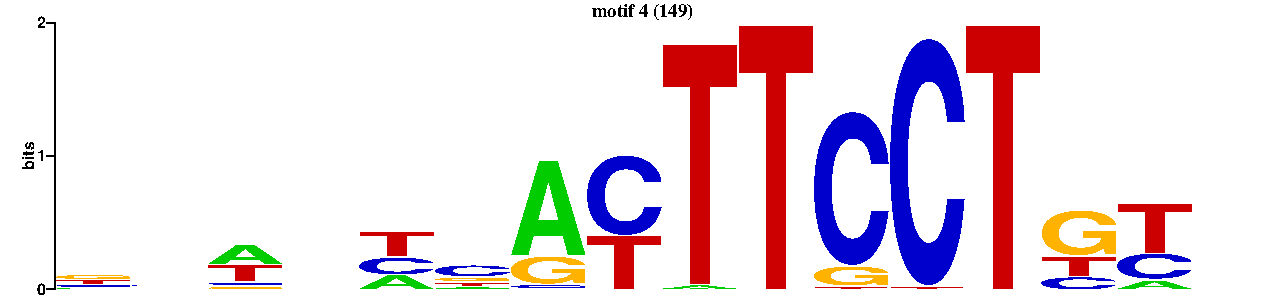 motif 4 (149)
2
bits
1
0
A T T C C A A G C T T T C G C T G T C T C A